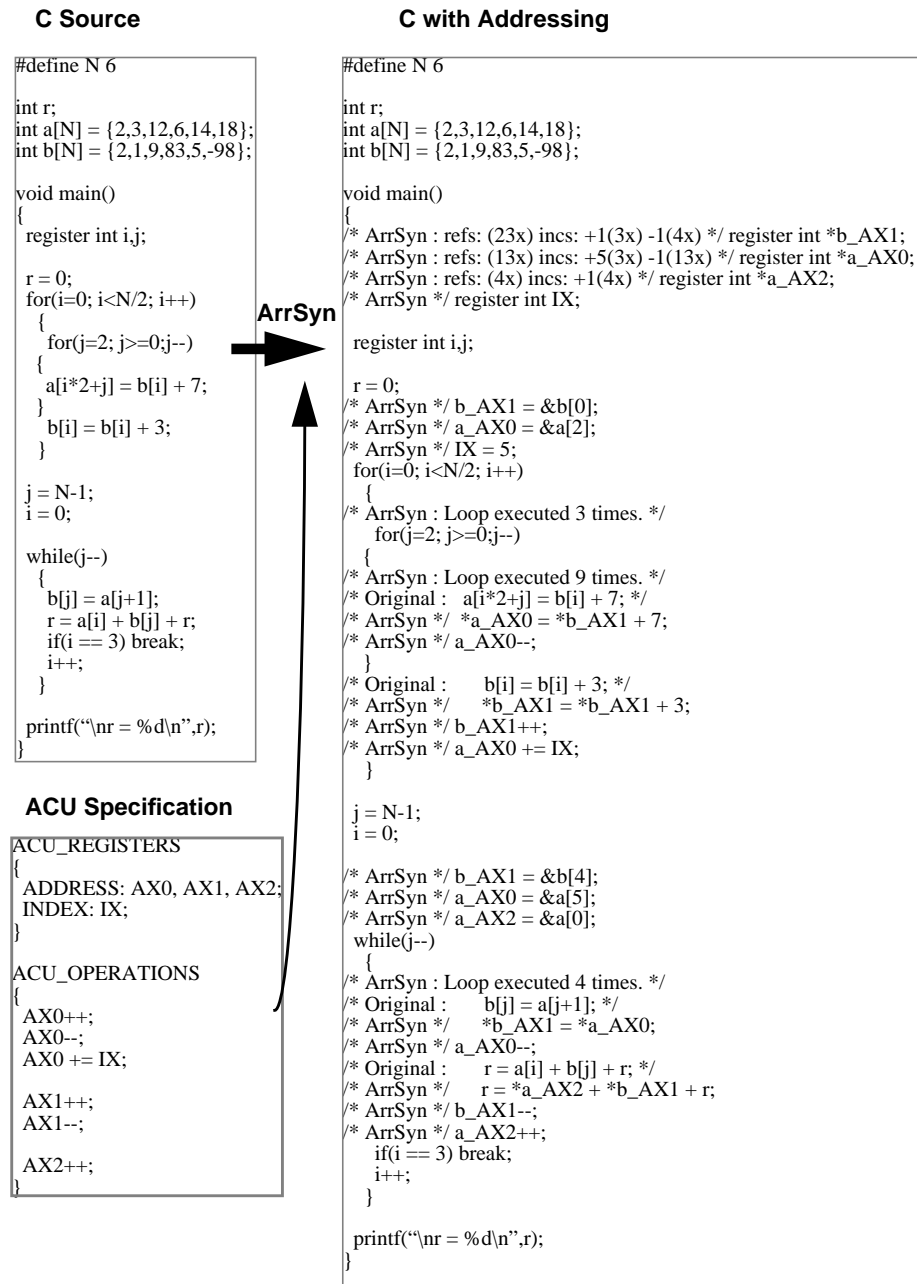 C Source
#define N 6
int r;
int a[N] = {2,3,12,6,14,18};
int b[N] = {2,1,9,83,5,-98};
void main()
{
register int i,j;
r = 0;
for(i=0; i<N/2; i++)
{
for(j=2; j>=0;j--)
{
a[i*2+j] = b[i] + 7;
}
b[i] = b[i] + 3;
}
j = N-1;
i = 0;
while(j--)
{
b[j] = a[j+1];
r = a[i] + b[j] + r;
if(i == 3) break;
i++;
}
printf(“\nr = %d\n”,r);
}
ArrSyn
ACU Specification
ACU_REGISTERS
{
ADDRESS: AX0, AX1, AX2;
INDEX: IX;
}
ACU_OPERATIONS
{
AX0++;
AX0--;
AX0 += IX;
AX1++;
AX1--;
AX2++;
}
C with Addressing
#define N 6
int r;
int a[N] = {2,3,12,6,14,18};
int b[N] = {2,1,9,83,5,-98};
void main()
{
/* ArrSyn : refs: (23x) incs: +1(3x) -1(4x) */ register int *b_AX1;
/* ArrSyn : refs: (13x) incs: +5(3x) -1(13x) */ register int *a_AX0;
/* ArrSyn : refs: (4x) incs: +1(4x) */ register int *a_AX2;
/* ArrSyn */ register int IX;
register int i,j;
r = 0;
/* ArrSyn */ b_AX1 = &b[0];
/* ArrSyn */ a_AX0 = &a[2];
/* ArrSyn */ IX = 5;
for(i=0; i<N/2; i++)
{
/* ArrSyn : Loop executed 3 times. */
for(j=2; j>=0;j--)
{
/* ArrSyn : Loop executed 9 times. */
/* Original : a[i*2+j] = b[i] + 7; */
/* ArrSyn */ *a_AX0 = *b_AX1 + 7;
/* ArrSyn */ a_AX0--;
}
/* Original : b[i] = b[i] + 3; */
/* ArrSyn */ *b_AX1 = *b_AX1 + 3;
/* ArrSyn */ b_AX1++;
/* ArrSyn */ a_AX0 += IX;
}
j = N-1;
i = 0;
/* ArrSyn */ b_AX1 = &b[4];
/* ArrSyn */ a_AX0 = &a[5];
/* ArrSyn */ a_AX2 = &a[0];
while(j--)
{
/* ArrSyn : Loop executed 4 times. */
/* Original : b[j] = a[j+1]; */
/* ArrSyn */ *b_AX1 = *a_AX0;
/* ArrSyn */ a_AX0--;
/* Original : r = a[i] + b[j] + r; */
/* ArrSyn */ r = *a_AX2 + *b_AX1 + r;
/* ArrSyn */ b_AX1--;
/* ArrSyn */ a_AX2++;
if(i == 3) break;
i++;
}
printf(“\nr = %d\n”,r);
}